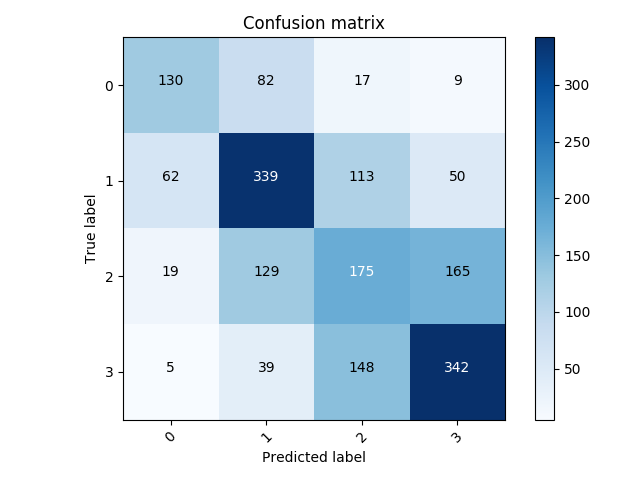 Confusion matrix
0 130 82 17 9
1 62 339 113 50
2 19 129 175 165
3 5 39 148 342
0 1 2 3
True label
Predicted label
300
250
200
150
100
50